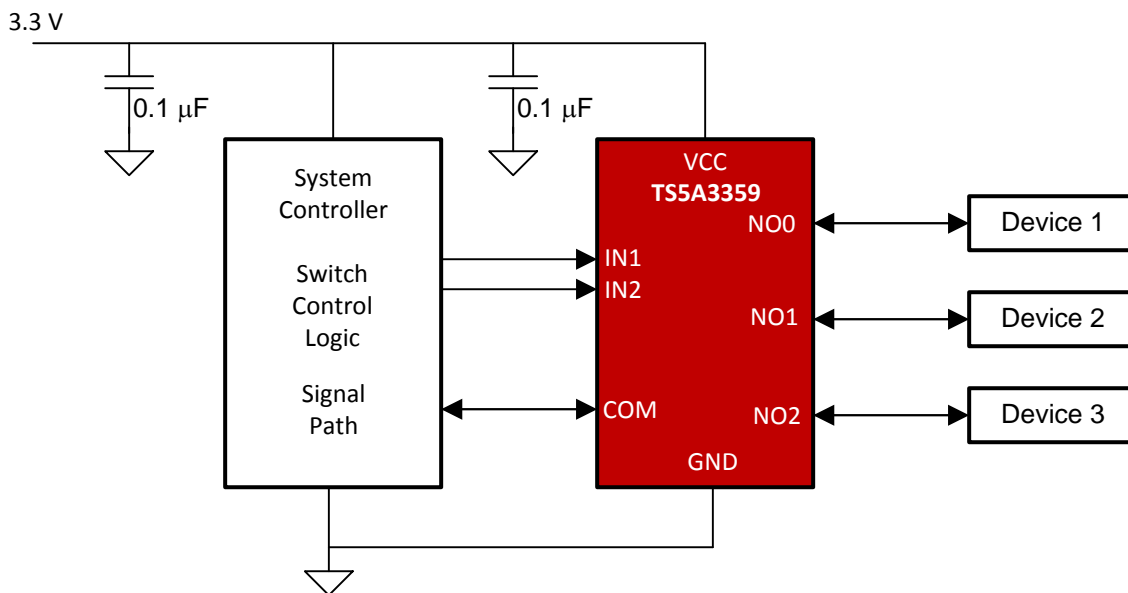 3.3 V
0.1 μF
0.1 μF
System
Controller
Switch
Control
Logic
Signal
Path
VCC
TS5A3359
NO0
IN1
IN2
NO1
COM
NO2
GND
Device 1
Device 2
Device 3